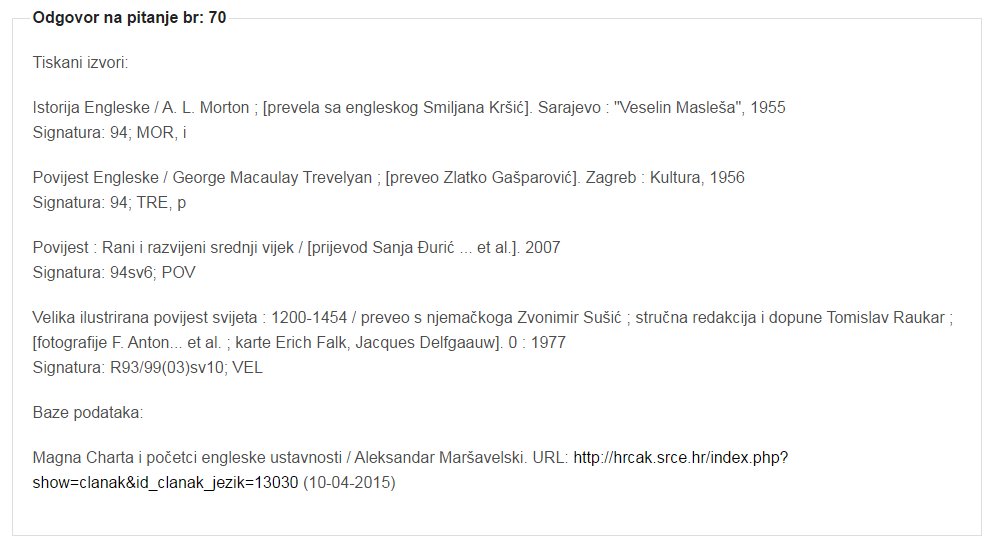 Odgovor na pitanje br: 70
Tiskani izvori:
Istorija Engleske / A. L. Morton ; [prevela sa engleskog Smiljana Kršić]. Sarajevo : "Veselin Masleša", 1955
Signatura: 94; MOR, i
Povijest Engleske / George Macaulay Trevelyan ; [preveo Zlatko Gašparović]. Zagreb : Kultura, 1956
Signatura: 94; TRE, p
Povijest : Rani i razvijeni srednji vijek / [prijevod Sanja Đurić ... et al.]. 2007
Signatura: 94sv6; POV
Velika ilustrirana povijest svijeta : 1200-1454 / preveo s njemačkoga Zvonimir Sušić ; stručna redakcija i dopune Tomislav Raukar ;
[fotografije F. Anton... et al. ; karte Erich Falk, Jacques Delfgaauw]. 0 : 1977
Signatura: R93/99(03)sv10; VEL
Baze podataka:
Magna Charta i početci engleske ustavnosti / Aleksandar Maršavelski. URL: http://hrcak.srce.hr/index.php?
show=clanak&id_clanak_jezik=13030 (10-04-2015)